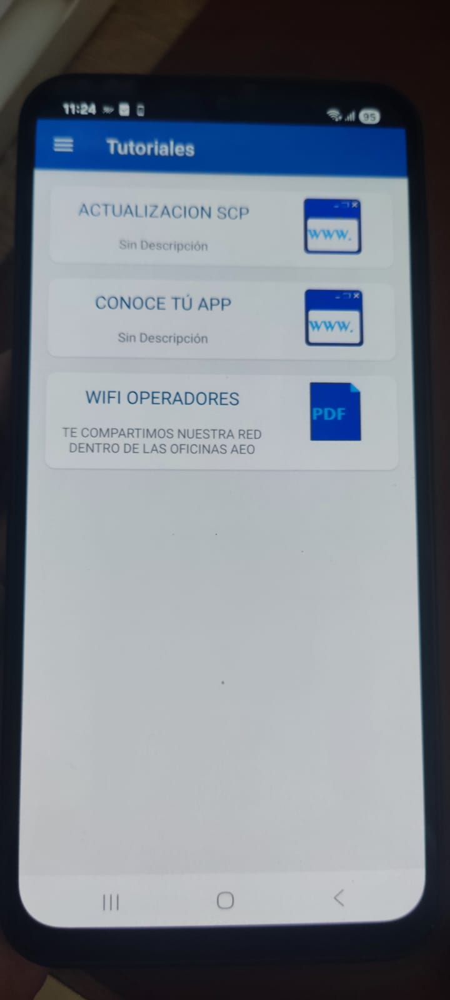 11:24
95
Tutoriales
ACTUALIZACION SCP
Sin Descripción
www.
CONOCE TÚ APP
Sin Descripción
www.
WIFI OPERADORES
TE COMPARTIMOS NUESTRA RED
DENTRO DE LAS OFICINAS AEO
PDF